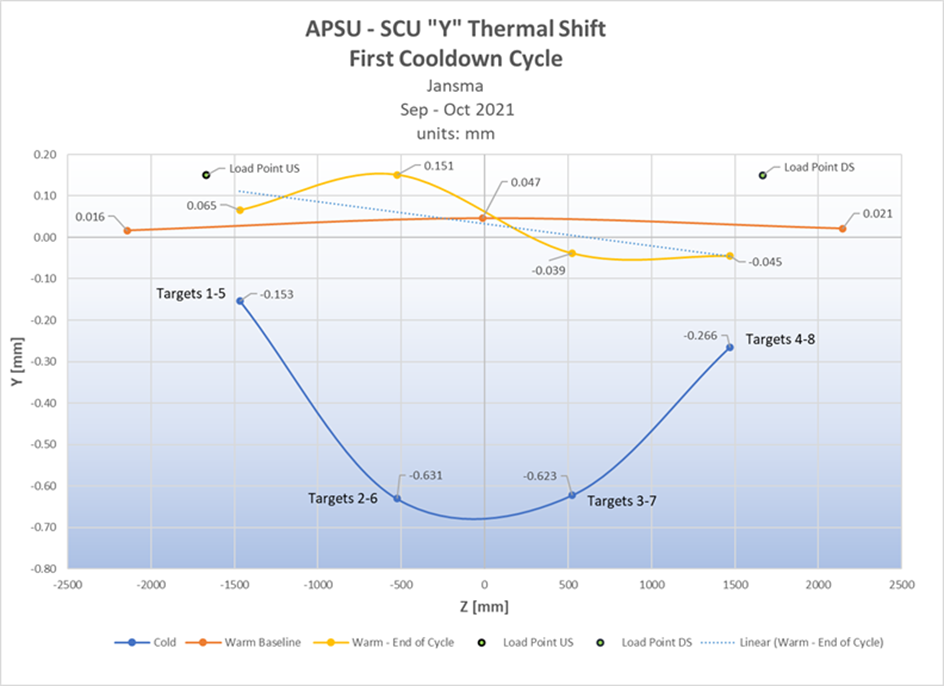 APSU - SCU "Y" Thermal Shift
First Cooldown Cycle
Jansma
Sep - Oct 2021
units: mm
0.20
0.10
0.00
-0.10
-0.20
-0.30
-0.40
-0.50
-0.60
-0.70
-0.80
Y [mm]
Load Point US
Load Point DS
0.151
0.065
0.047
0.016
0.021
-0.039
-0.045
Targets 1-5
-0.153
-0.266
Targets 4-8
-0.631
-0.623
Targets 2-6
Targets 3-7
-2500 -2000 -1500 -1000 -500 0 500 1000 1500 2000 2500
Z [mm]
Cold Warm Baseline Warm - End of Cycle Load Point US Load Point DS Linear (Warm - End of Cycle)